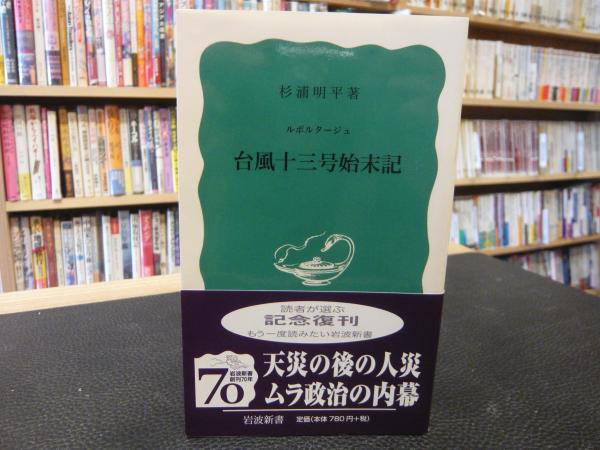 杉浦明平著
ルポルタージュ
台風十三号始末記
読者が選ぶ
記念復刊
もう一度読みたい岩波新書
70
岩波新書
創刊70年
天災の後の人災
ムラ政治の内幕
岩波新書
定価(本体780円+税)